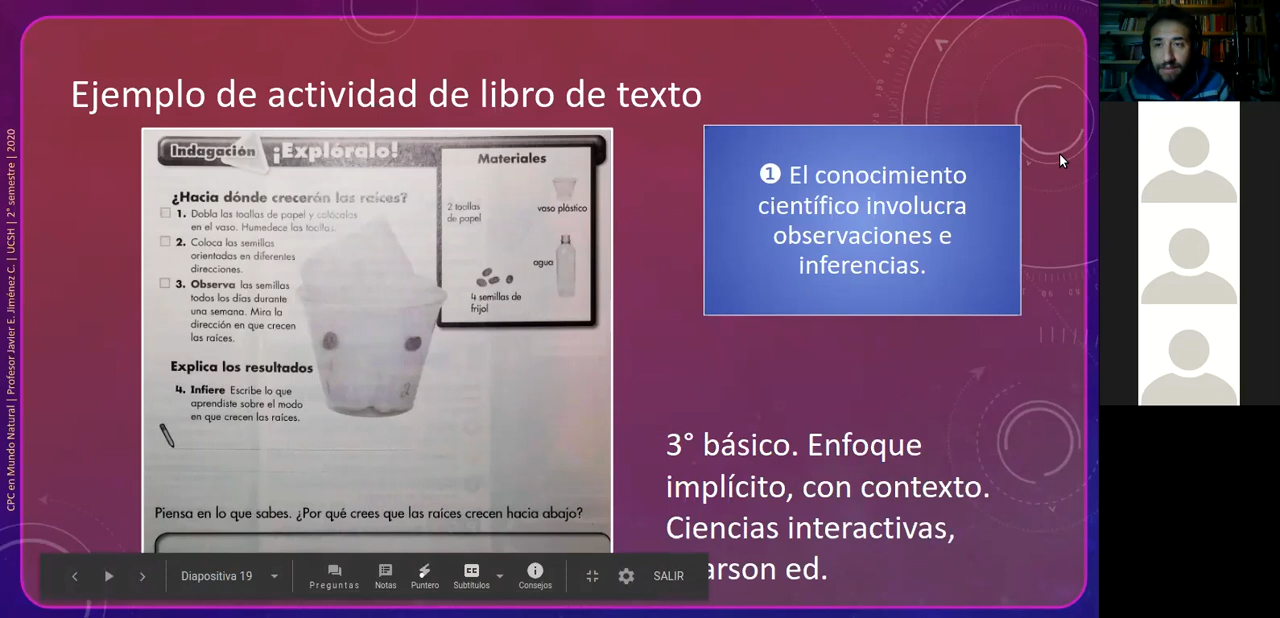 Ejemplo de actividad de libro de texto
Indagación ¡Explóralo!
¿Hacia dónde crecerán las raíces?
1. Dobla las toallas de papel y colócalas
en el vaso. Humedece las toallas.
2. Coloca las semillas
orientadas en diferentes
direcciones.
3. Observa las semillas
todos los días durante
una semana. Mira la
dirección en que crecen
las raíces.
Explica los resultados
4. Infiere Escribe lo que
aprendiste sobre el modo
en que crecen las raíces.
Materiales
2 toallas
de papel
vaso plástico
agua
4 semillas de
frijol
Piensa en lo que sabes. ¿Por qué crees que las raíces crecen hacia abajo?
❶ El conocimiento
científico involucra
observaciones e
inferencias.
3° básico. Enfoque
implícito, con contexto.
Ciencias interactivas,
arson ed.
CPC en Mundo Natural | Profesor Javier E. Jiménez C. | UCSH | 2° semestre | 2020
Diapositiva 19
Preguntas
Notas
Puntero
Subtítulos
Consejos
SALIR